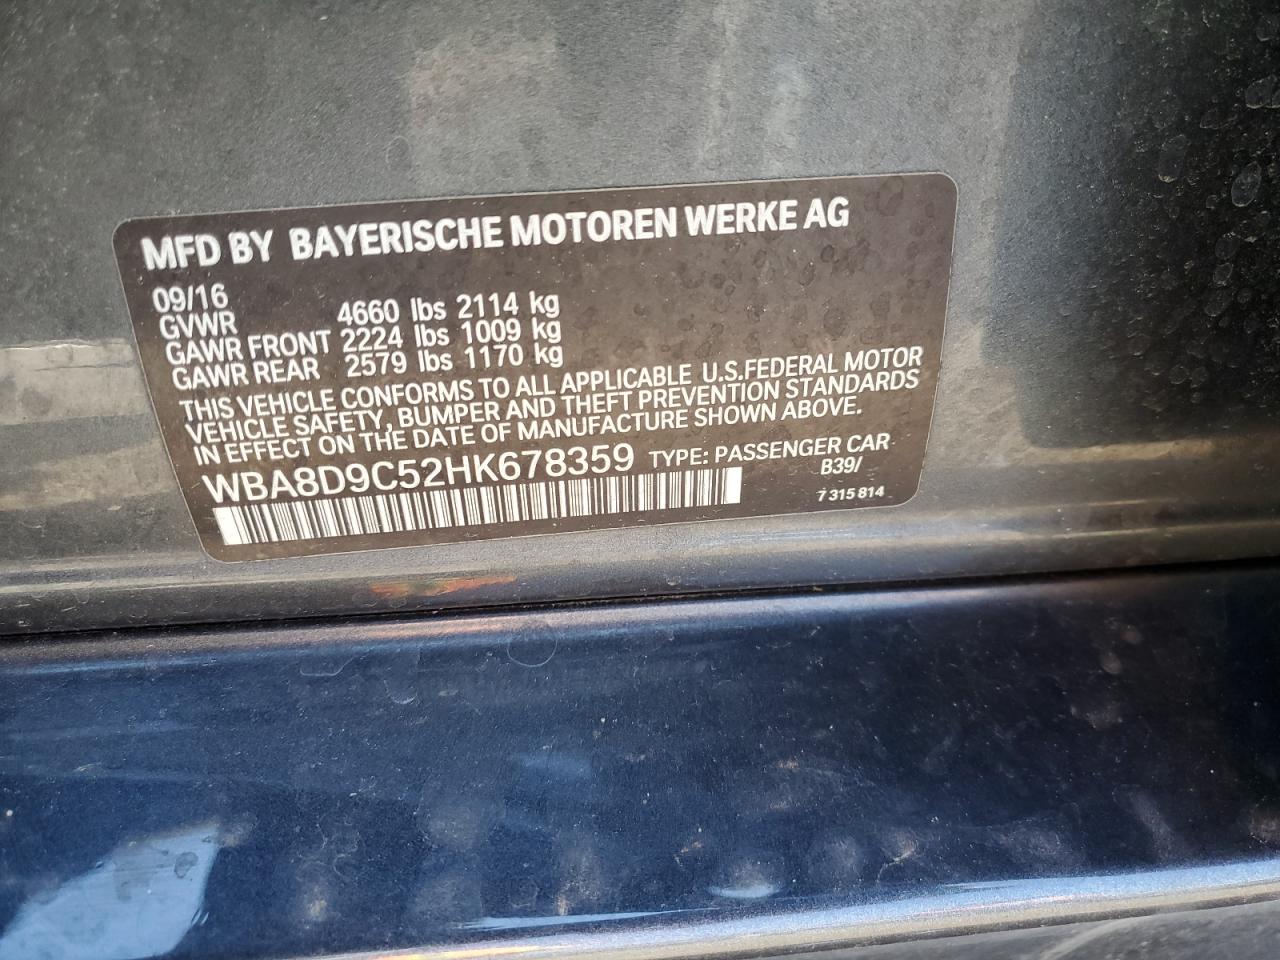 MFD BY BAYERISCHE MOTOREN WERKE AG
09/16
GVWR 4660 lbs 2114 kg
GAWR FRONT 2224 lbs 1009 kg
GAWR REAR 2579 lbs 1170 kg
THIS VEHICLE CONFORMS TO ALL APPLICABLE U.S.FEDERAL MOTOR
VEHICLE SAFETY, BUMPER AND THEFT PREVENTION STANDARDS
IN EFFECT ON THE DATE OF MANUFACTURE SHOWN ABOVE.
WBA8D9C52HK678359 TYPE: PASSENGER CAR
B39/
7 315 814